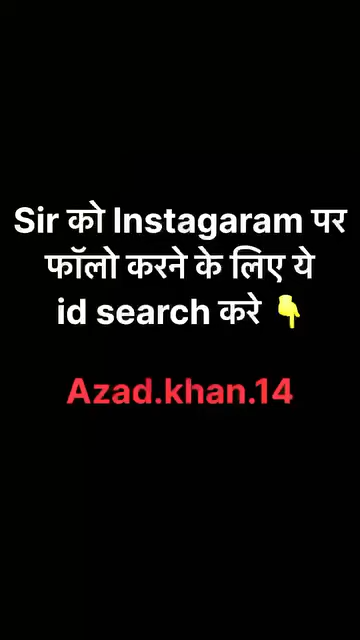 Sir को Instagaram पर
फॉलो करने के लिए ये
id search करे 👇
Azad.khan.14